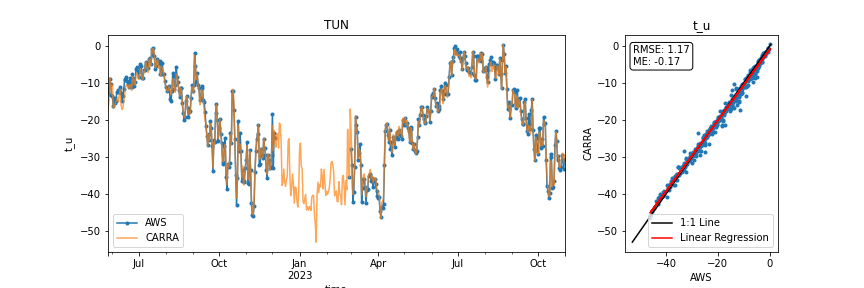 TUN
t_u
0
−10
−20
−30
−40
−50
t_u
AWS
CARRA
Jul
Oct
Jan
2023
Apr
Jul
Oct
time
t_u
RMSE: 1.17
ME: -0.17
0
−10
−20
−30
−40
−50
CARRA
1:1 Line
Linear Regression
−40
−20
0
AWS